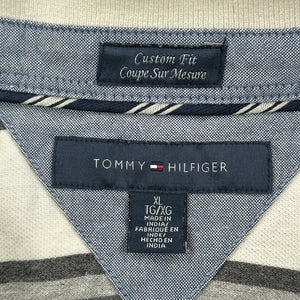 Custom Fit
Coupe Sur Mesure
TOMMY HILFIGER
XL
TG/XG
MADE IN
INDIA/
FABRIQUÉ EN
INDE/
HECHO EN
INDIA